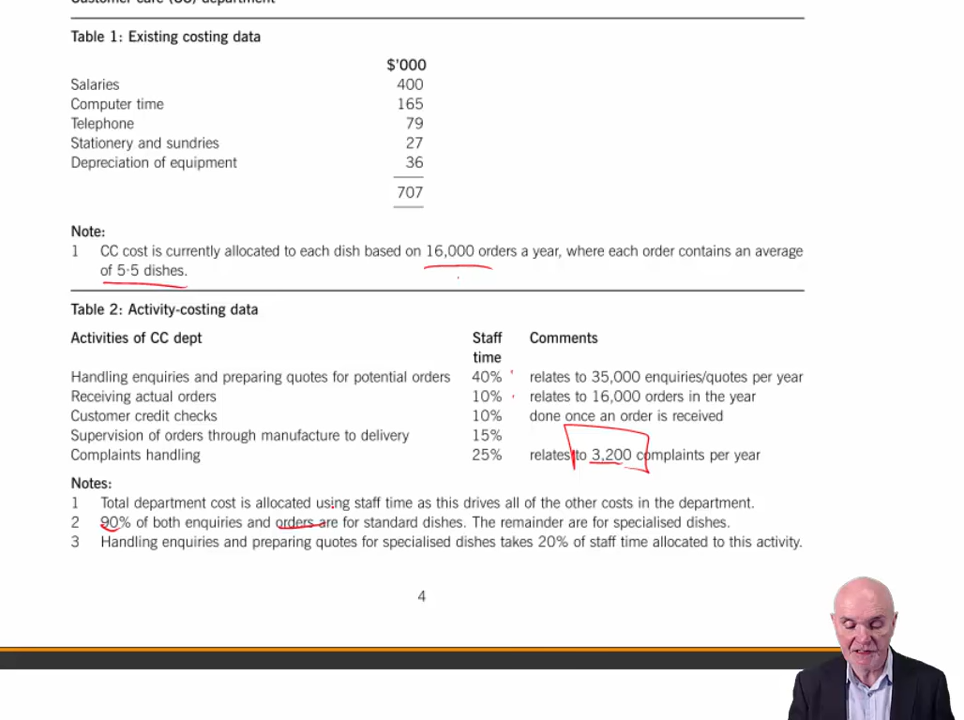 Customer care (CC) department
Table 1: Existing costing data
$'000
Salaries 400
Computer time 165
Telephone 79
Stationery and sundries 27
Depreciation of equipment 36
707
Note:
1 CC cost is currently allocated to each dish based on 16,000 orders a year, where each order contains an average
of 5·5 dishes.
Table 2: Activity-costing data
Activities of CC dept Staff Comments
time
Handling enquiries and preparing quotes for potential orders 40% relates to 35,000 enquiries/quotes per year
Receiving actual orders 10% relates to 16,000 orders in the year
Customer credit checks 10% done once an order is received
Supervision of orders through manufacture to delivery 15%
Complaints handling 25% relates to 3,200 complaints per year
Notes:
1 Total department cost is allocated using staff time as this drives all of the other costs in the department.
2 90% of both enquiries and orders are for standard dishes. The remainder are for specialised dishes.
3 Handling enquiries and preparing quotes for specialised dishes takes 20% of staff time allocated to this activity.
4